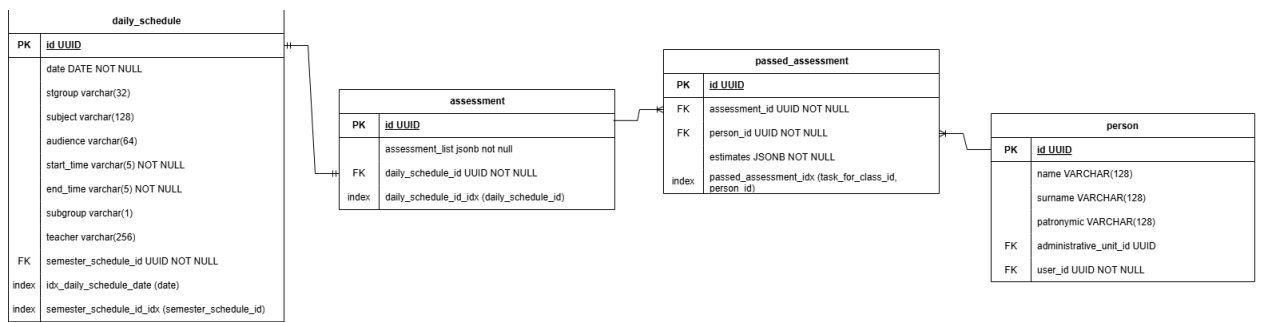 daily_schedule
PK id UUID
date DATE NOT NULL
stgroup varchar(32)
subject varchar(128)
audience varchar(64)
start_time varchar(5) NOT NULL
end_time varchar(5) NOT NULL
subgroup varchar(1)
teacher varchar(256)
FK semester_schedule_id UUID NOT NULL
index idx_daily_schedule_date (date)
index semester_schedule_id_idx (semester_schedule_id)
assessment
PK id UUID
assessment_list jsonb not null
FK daily_schedule_id UUID NOT NULL
index daily_schedule_id_idx (daily_schedule_id)
passed_assessment
PK id UUID
FK assessment_id UUID NOT NULL
FK person_id UUID NOT NULL
estimates JSONB NOT NULL
index passed_assessment_idx (task_for_class_id,
person_id)
person
PK id UUID
name VARCHAR(128)
surname VARCHAR(128)
patronymic VARCHAR(128)
FK administrative_unit_id UUID
FK user_id UUID NOT NULL